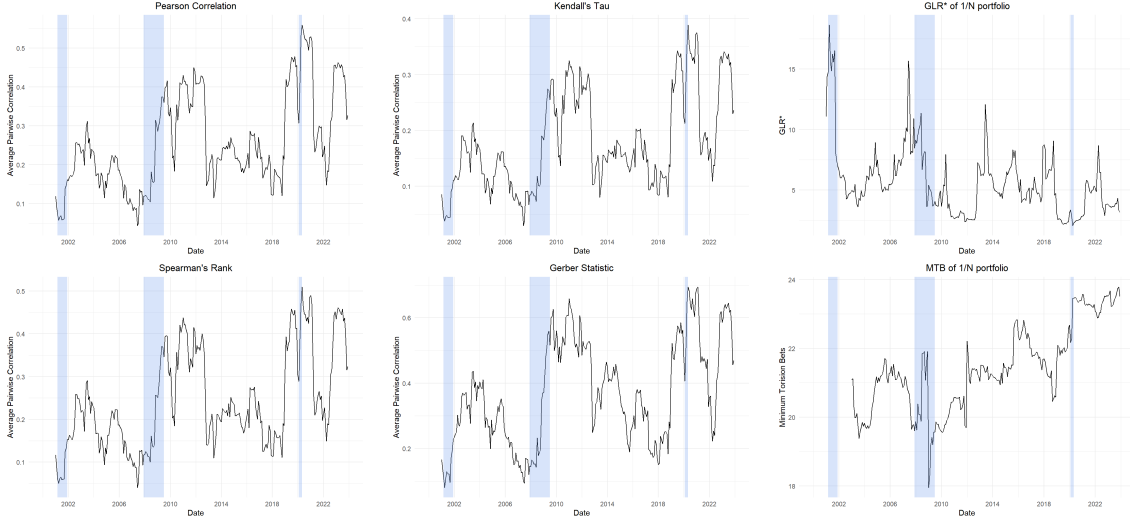 Pearson Correlation
Average Pairwise Correlation
0.5
0.4
0.3
0.2
0.1
2002 2006 2010 2014 2018 2022
Date
Kendall's Tau
Average Pairwise Correlation
0.4
0.3
0.2
0.1
2002 2006 2010 2014 2018 2022
Date
GLR* of 1/N portfolio
GLR*
15
10
5
2002 2006 2010 2014 2018 2022
Date
Spearman's Rank
Average Pairwise Correlation
0.5
0.4
0.3
0.2
0.1
2002 2006 2010 2014 2018 2022
Date
Gerber Statistic
Average Pairwise Correlation
0.6
0.4
0.2
2002 2006 2010 2014 2018 2022
Date
MTB of 1/N portfolio
Minimum Torision Bets
24
22
20
18
2002 2006 2010 2014 2018 2022
Date